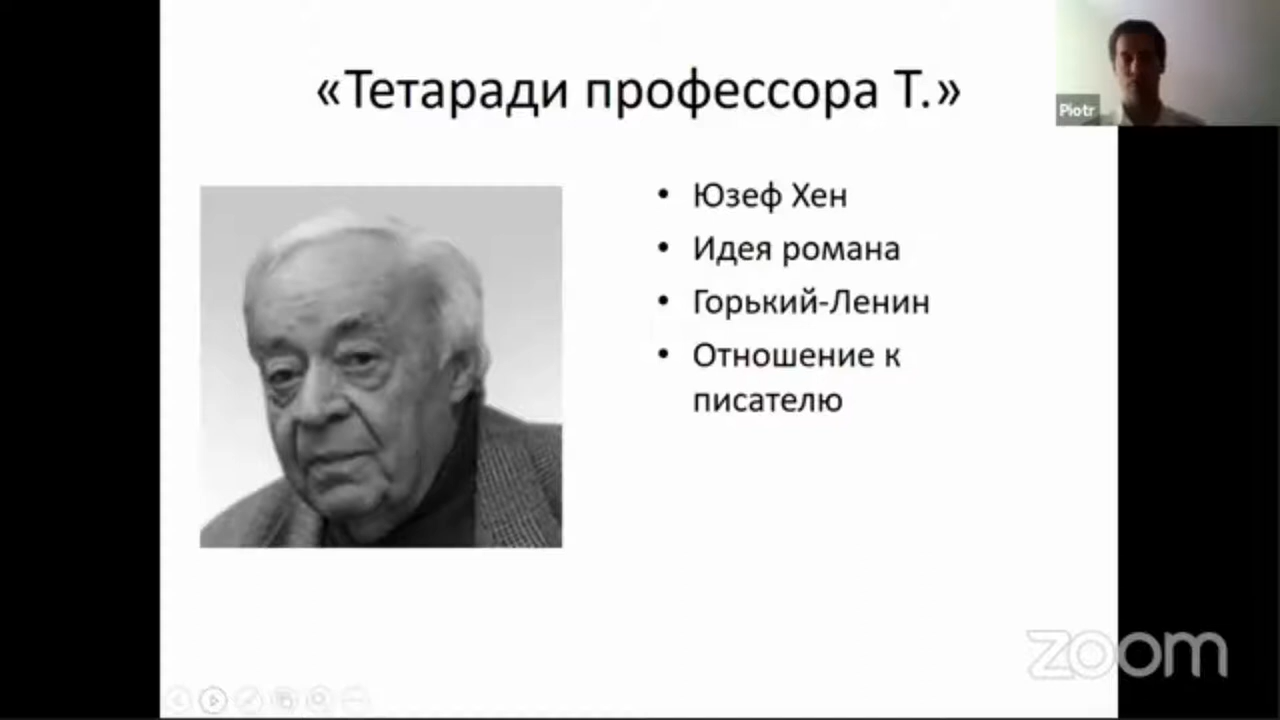 «Тетаради профессора Т.»
Piotr
• Юзеф Хен
• Идея романа
• Горький-Ленин
• Отношение к
писателю
zoom